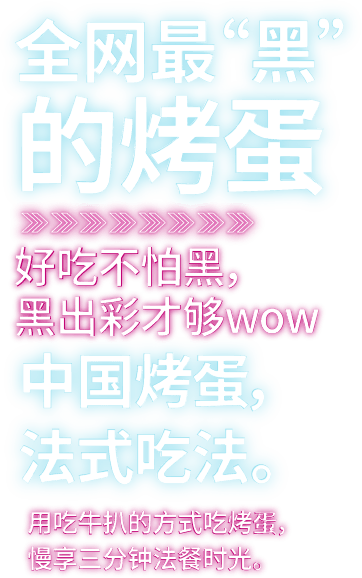 全网最“黑”
的烤蛋
好吃不怕黑，
黑出彩才够wow
中国烤蛋，
法式吃法。
用吃牛扒的方式吃烤蛋，
慢享三分钟法餐时光。